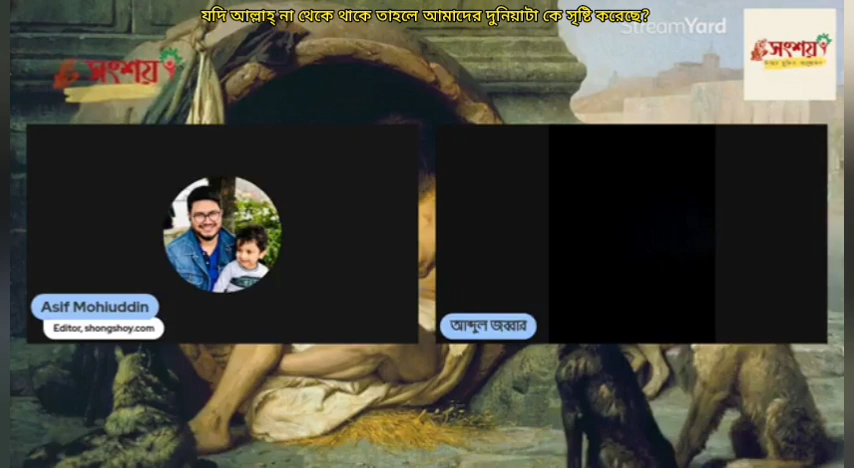 যদি আল্লাহ্ না থেকে থাকে তাহলে আমাদের দুনিয়াটা কে সৃষ্টি করেছে?
StreamYard
সংশয়
সংশয়
Asif Mohiuddin
Editor, shongshoy.com
আব্দুল জব্বার